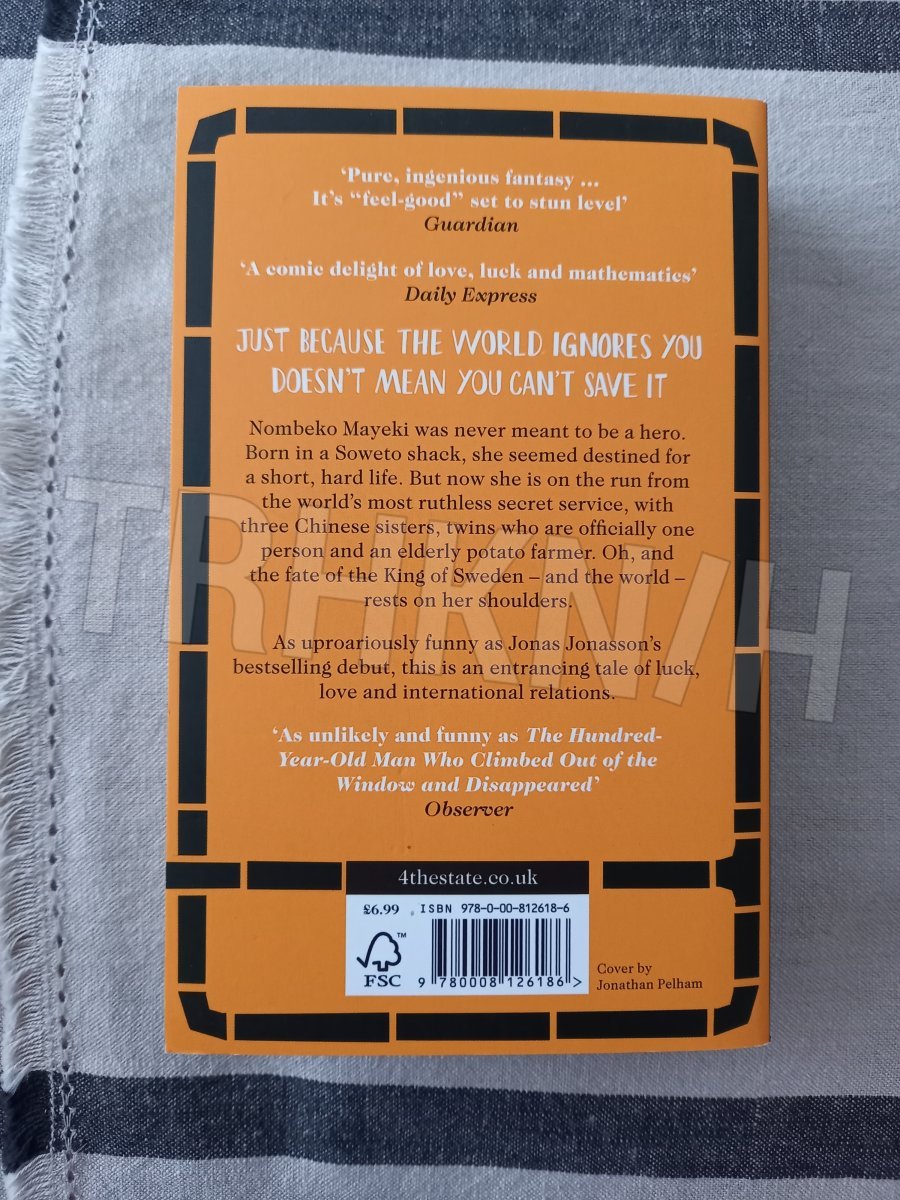 ‘Pure, ingenious fantasy ...
It’s “feel-good” set to stun level’
Guardian
‘A comic delight of love, luck and mathematics’
Daily Express
JUST BECAUSE THE WORLD IGNORES YOU
DOESN’T MEAN YOU CAN’T SAVE IT
Nombeko Mayeki was never meant to be a hero.
Born in a Soweto shack, she seemed destined for
a short, hard life. But now she is on the run from
the world’s most ruthless secret service, with
three Chinese sisters, twins who are officially one
person and an elderly potato farmer. Oh, and
the fate of the King of Sweden – and the world –
rests on her shoulders.
As uproariously funny as Jonas Jonasson’s
bestselling debut, this is an entrancing tale of luck,
love and international relations.
‘As unlikely and funny as The Hundred-
Year-Old Man Who Climbed Out of the
Window and Disappeared’
Observer
4thestate.co.uk
£6.99 ISBN 978-0-00-812618-6
FSC™
9 780008 126186 >
Cover by
Jonathan Pelham
TRHKNIH